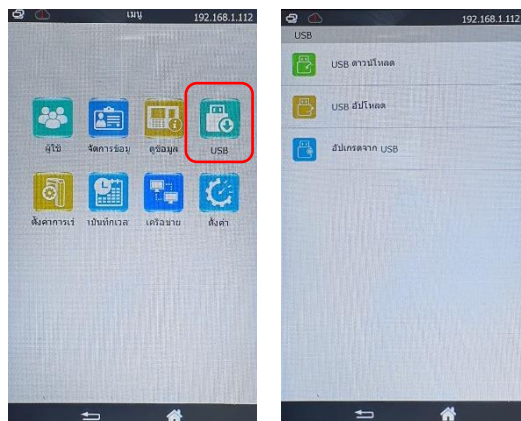 เมนู 192.168.1.112
ผู้ใช้ จัดการข้อมู ดูข้อมูล USB
ตั้งค่าการเข้ าบันทึกเวล เครือข่าย ตั้งค่า
192.168.1.112
USB
USB ดาวน์โหลด
USB อัปโหลด
อัปเกรดจาก USB